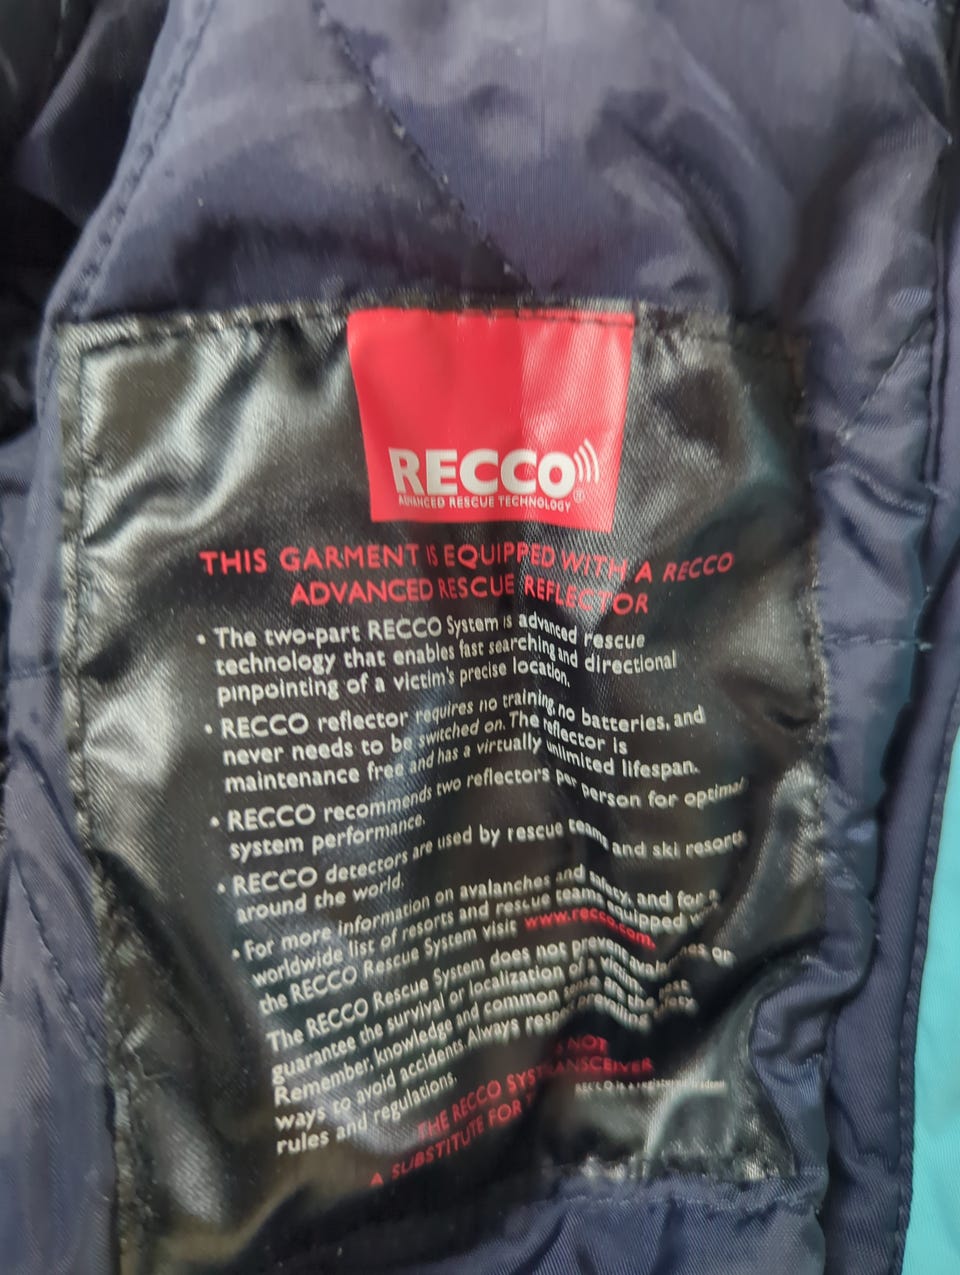 RECCO®
ADVANCED RESCUE TECHNOLOGY
THIS GARMENT IS EQUIPPED WITH A RECCO
ADVANCED RESCUE REFLECTOR
• The two-part RECCO System is advanced rescue
technology that enables fast searching and directional
pinpointing of a victim's precise location.
• RECCO reflector requires no training, no batteries, and
never needs to be switched on. The reflector is
maintenance free and has a virtually unlimited lifespan.
• RECCO recommends two reflectors per person for optimal
system performance.
• RECCO detectors are used by rescue teams and ski resorts
around the world.
• For more information on avalanches and safety, and for a
worldwide list of resorts and rescue teams equipped
the RECCO Rescue System visit www.recco.com.
The RECCO Rescue System does not prevent or
guarantee the survival or localization of a victim.
Remember, knowledge and common are the
ways to avoid accidents. Always prevailing safety
rules and regulations.
THE RECCO NOT
A SUBSTITUTE FOR